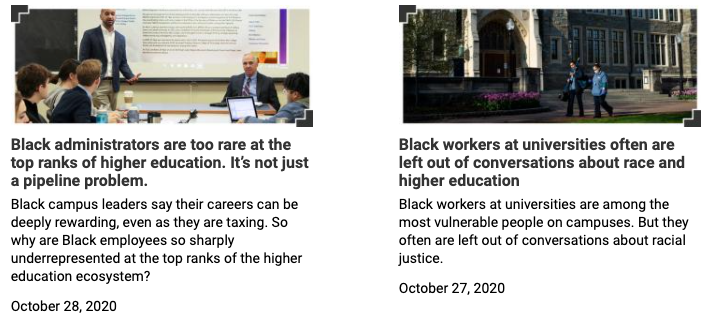 Black administrators are too rare at the
top ranks of higher education. It's not just
a pipeline problem.
Black campus leaders say their careers can be
deeply rewarding, even as they are taxing. So
why are Black employees so sharply
underrepresented at the top ranks of the higher
education ecosystem?
October 28, 2020
Black workers at universities often are
left out of conversations about race and
higher education
Black workers at universities are among the
most vulnerable people on campuses. But they
often are left out of conversations about racial
justice.
October 27, 2020